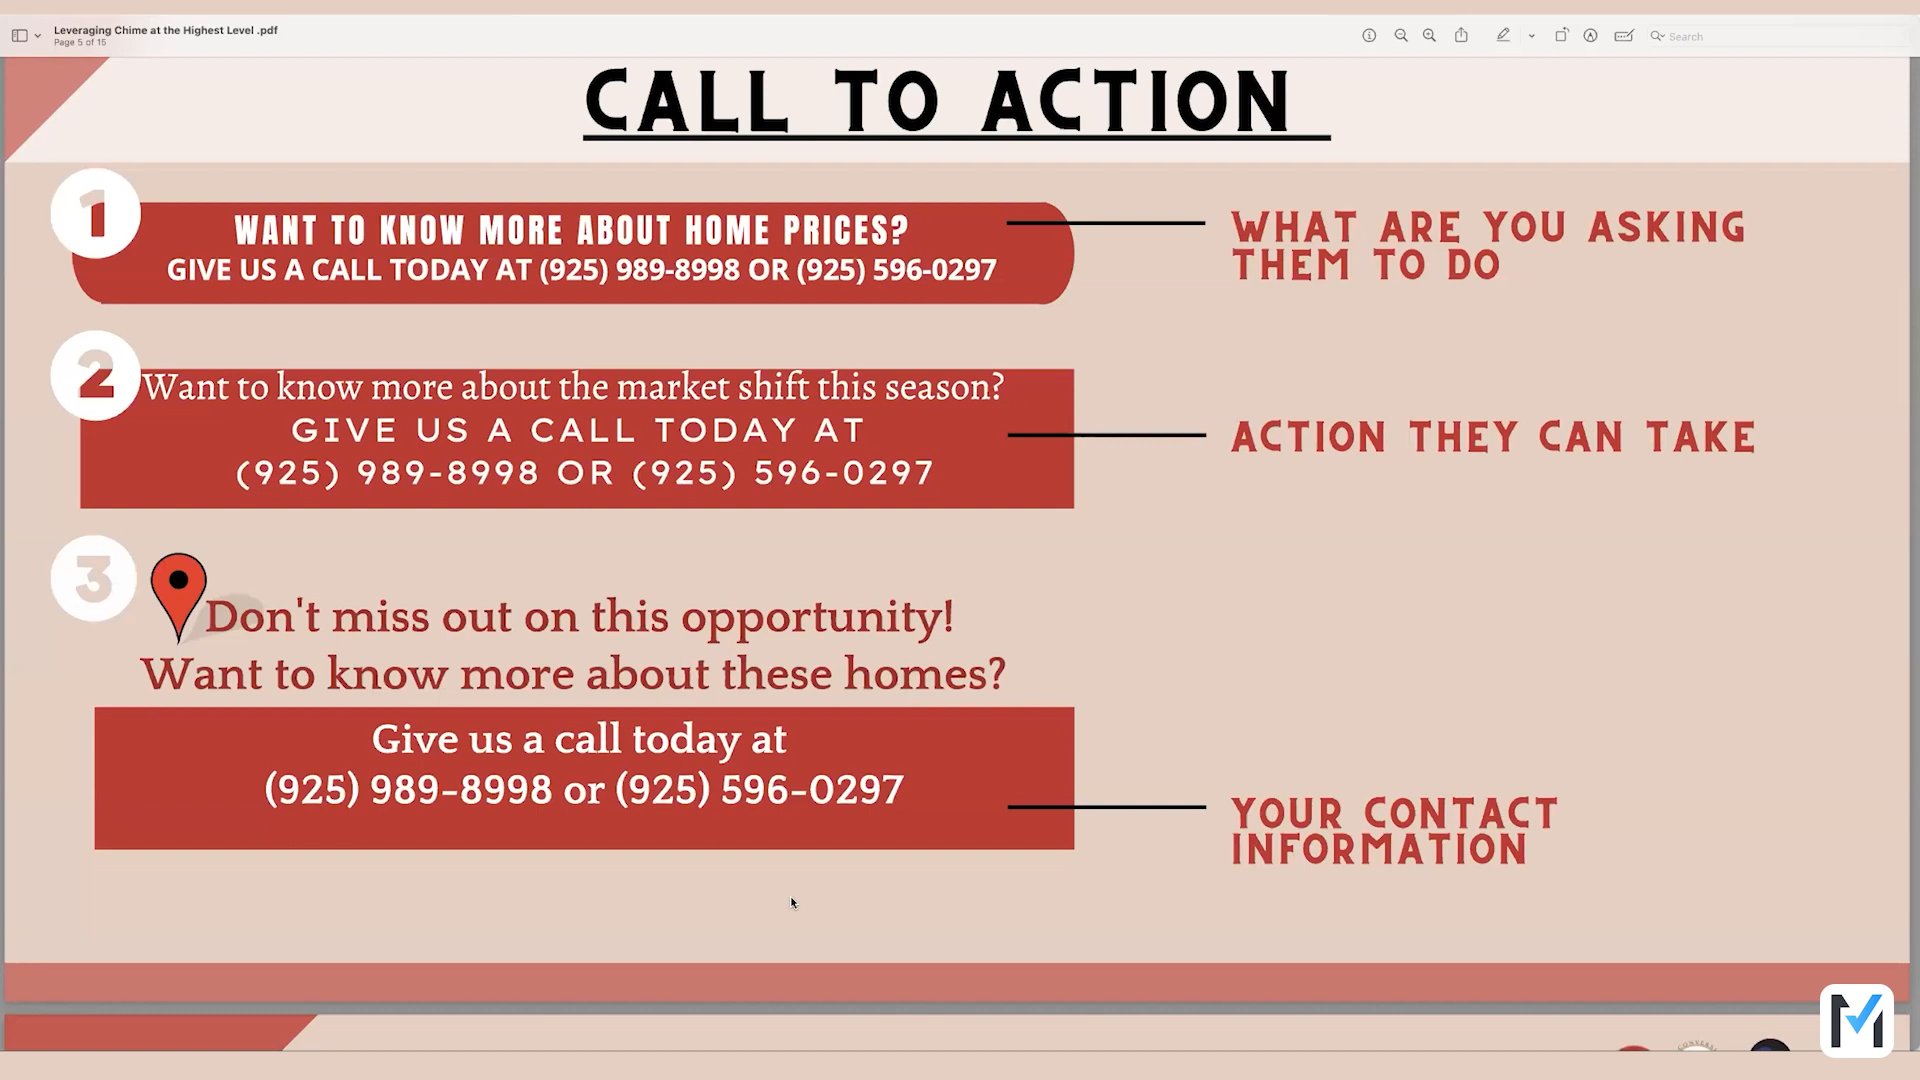 Leveraging Chime at the Highest Level .pdf
Page 5 of 15
Search
CALL TO ACTION
1
WANT TO KNOW MORE ABOUT HOME PRICES?
GIVE US A CALL TODAY AT (925) 989-8998 OR (925) 596-0297
WHAT ARE YOU ASKING
THEM TO DO
2
Want to know more about the market shift this season?
GIVE US A CALL TODAY AT
(925) 989-8998 OR (925) 596-0297
ACTION THEY CAN TAKE
3
Don't miss out on this opportunity!
Want to know more about these homes?
Give us a call today at
(925) 989-8998 or (925) 596-0297
YOUR CONTACT
INFORMATION